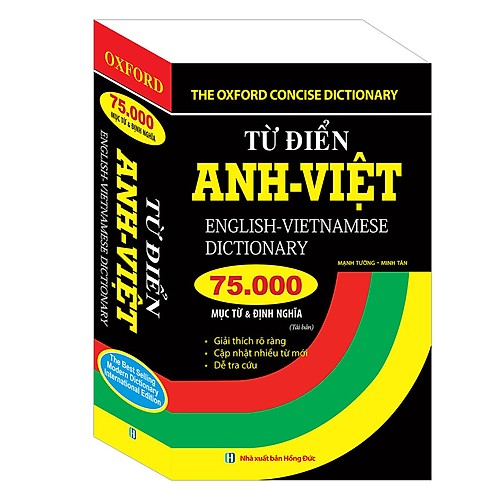 OXFORD
75.000
MỤC TỪ & ĐỊNH NGHĨA
TỪ ĐIỂN
ANH-VIỆT
ENGLISH-VIETNAMESE DICTIONARY
The Best Selling
Modern Dictionary
International Edition
THE OXFORD CONCISE DICTIONARY
TỪ ĐIỂN
ANH-VIỆT
ENGLISH-VIETNAMESE
DICTIONARY
MẠNH TƯỜNG - MINH TÂN
75.000
MỤC TỪ & ĐỊNH NGHĨA
(Tái bản)
• Giải thích rõ ràng
• Cập nhật nhiều từ mới
• Dễ tra cứu
H Nhà xuất bản Hồng Đức